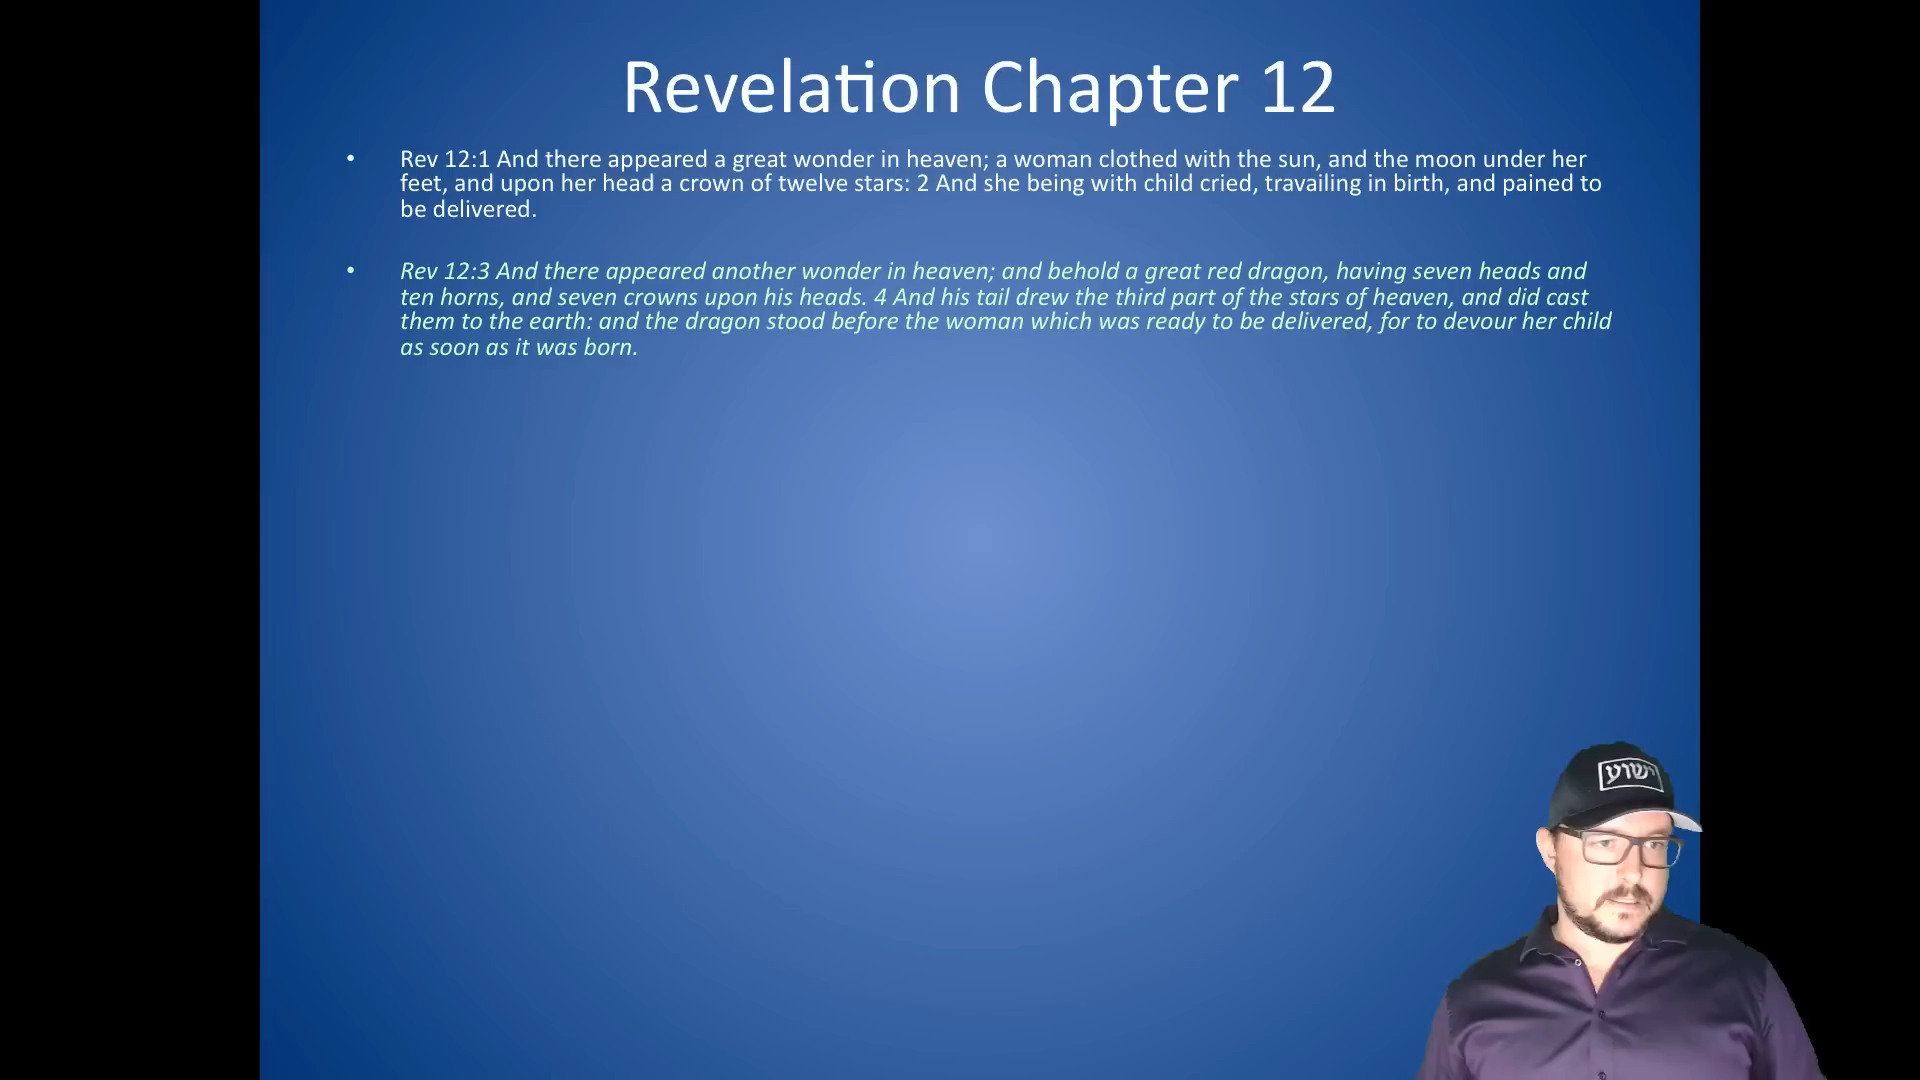 Revelation Chapter 12
• Rev 12:1 And there appeared a great wonder in heaven; a woman clothed with the sun, and the moon under her
feet, and upon her head a crown of twelve stars: 2 And she being with child cried, travailing in birth, and pained to
be delivered.
• Rev 12:3 And there appeared another wonder in heaven; and behold a great red dragon, having seven heads and
ten horns, and seven crowns upon his heads. 4 And his tail drew the third part of the stars of heaven, and did cast
them to the earth: and the dragon stood before the woman which was ready to be delivered, for to devour her child
as soon as it was born.
ישוע